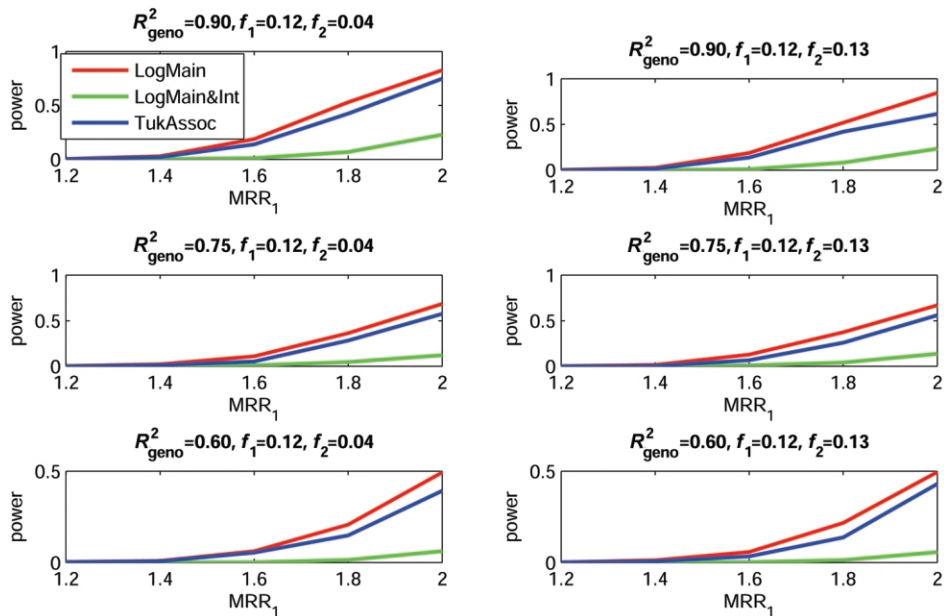 R²geno=0.90, f₁=0.12, f₂=0.04
1
0.5
0
power
LogMain
LogMain&Int
TukAssoc
1.2 1.4 1.6 1.8 2
MRR₁
R²geno=0.90, f₁=0.12, f₂=0.13
1
0.5
0
power
1.2 1.4 1.6 1.8 2
MRR₁
R²geno=0.75, f₁=0.12, f₂=0.04
1
0.5
0
power
1.2 1.4 1.6 1.8 2
MRR₁
R²geno=0.75, f₁=0.12, f₂=0.13
1
0.5
0
power
1.2 1.4 1.6 1.8 2
MRR₁
R²geno=0.60, f₁=0.12, f₂=0.04
0.5
0
power
1.2 1.4 1.6 1.8 2
MRR₁
R²geno=0.60, f₁=0.12, f₂=0.13
0.5
0
power
1.2 1.4 1.6 1.8 2
MRR₁